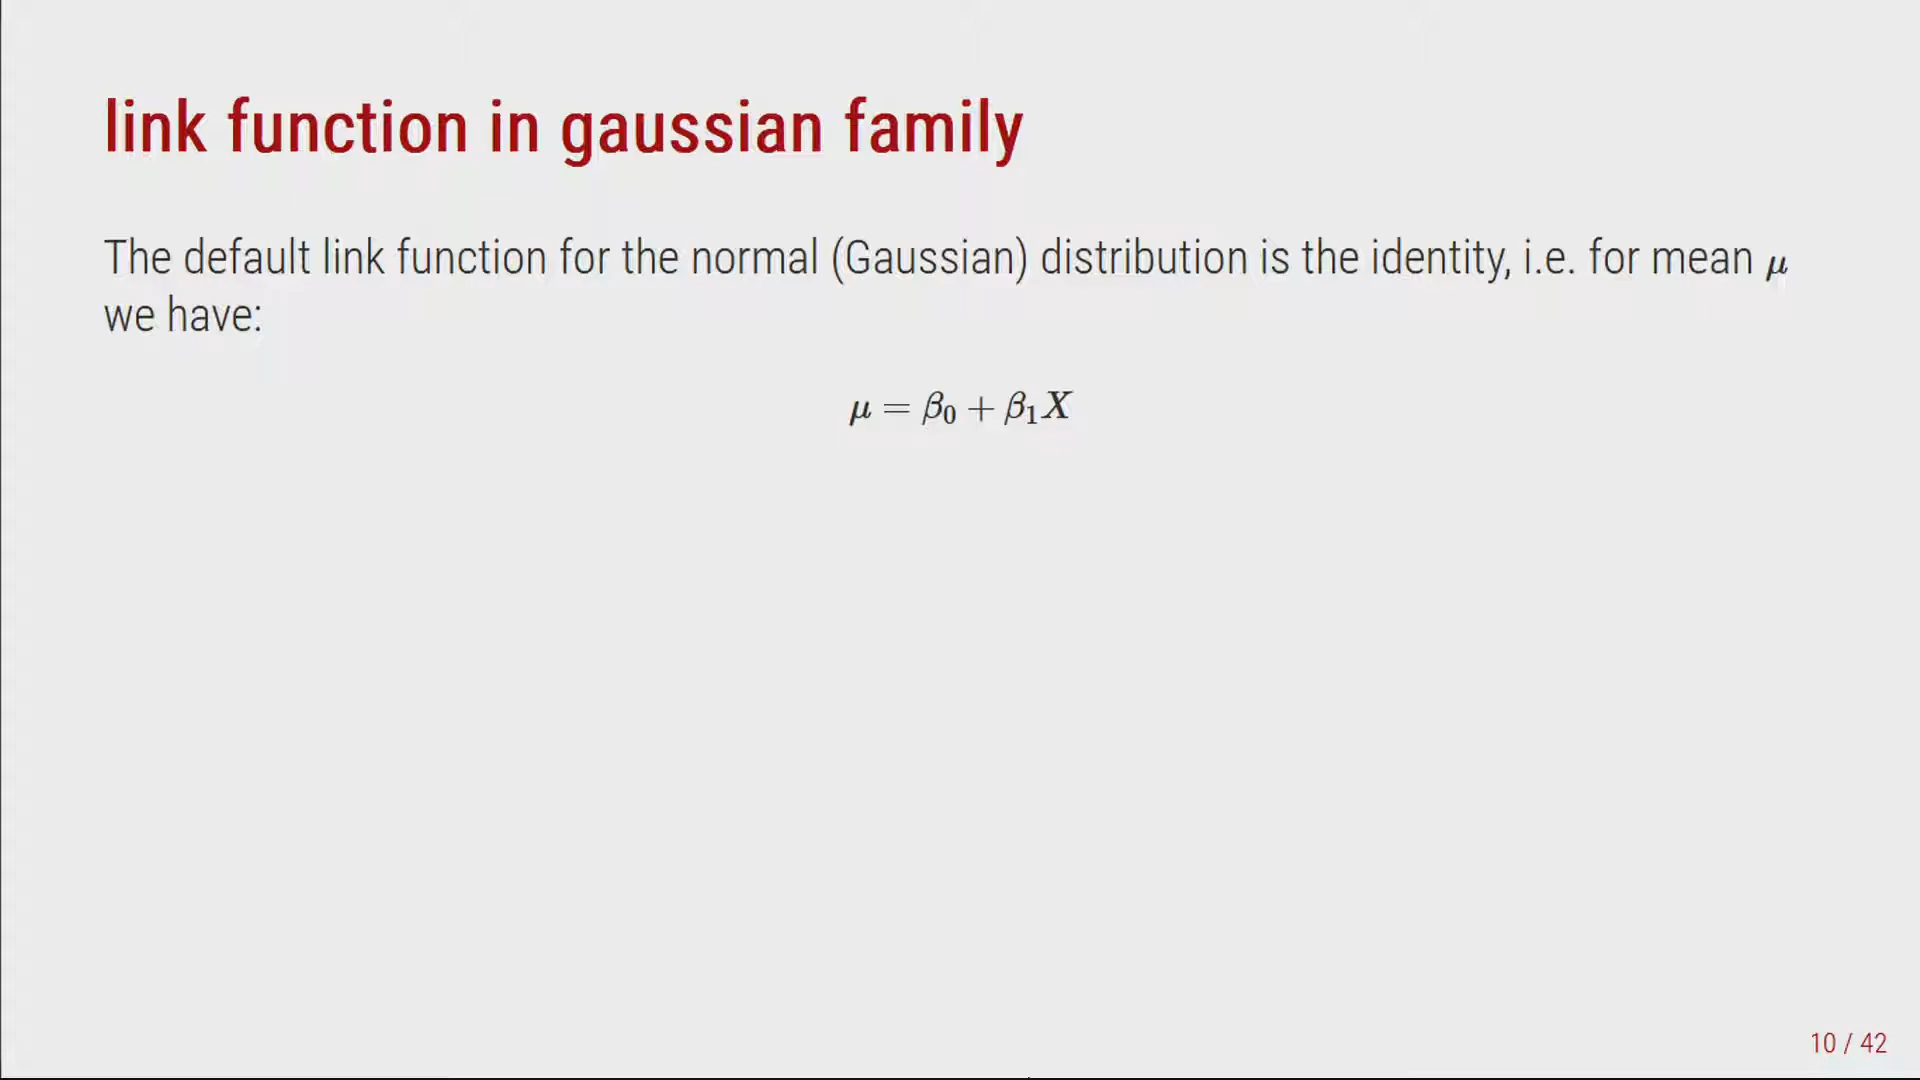 link function in gaussian family
The default link function for the normal (Gaussian) distribution is the identity, i.e. for mean μ
we have:
μ = β₀ + β₁X
10 / 42